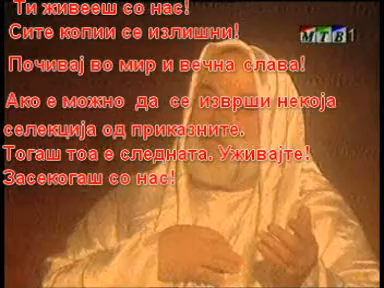 Ти живееш со нас!
Сите копии се излишни!
МТВ1
Почивај во мир и вечна слава!
Ако е можно да се изврши некоја
селекција од приказните.
Тогаш тоа е следната. Уживајте!
Засекогаш со нас!